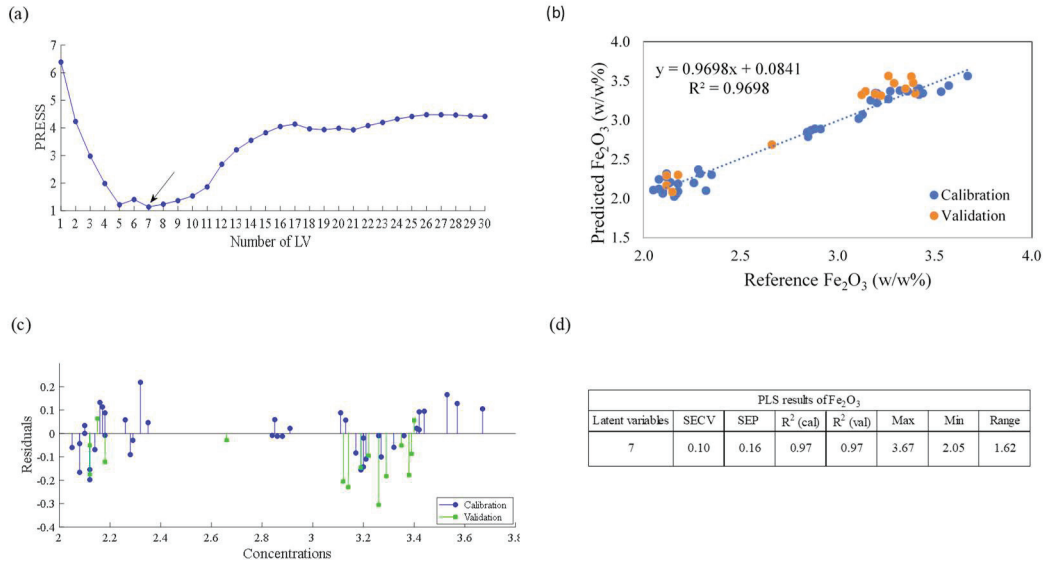 (a)
7
6
5
4
3
2
1
PRESS
1 2 3 4 5 6 7 8 9 10 11 12 13 14 15 16 17 18 19 20 21 22 23 24 25 26 27 28 29 30
Number of LV
(b)
4.0
3.5
3.0
2.5
2.0
1.5
Predicted Fe₂O₃ (w/w%)
y = 0.9698x + 0.0841
R² = 0.9698
Calibration
Validation
2.0 2.5 3.0 3.5 4.0
Reference Fe₂O₃ (w/w%)
(c)
0.2
0.1
0
-0.1
-0.2
-0.3
-0.4
Residuals
Calibration
Validation
2 2.2 2.4 2.6 2.8 3 3.2 3.4 3.6 3.8
Concentrations
(d)
PLS results of Fe₂O₃
Latent variables SECV SEP R² (cal) R² (val) Max Min Range
7 0.10 0.16 0.97 0.97 3.67 2.05 1.62